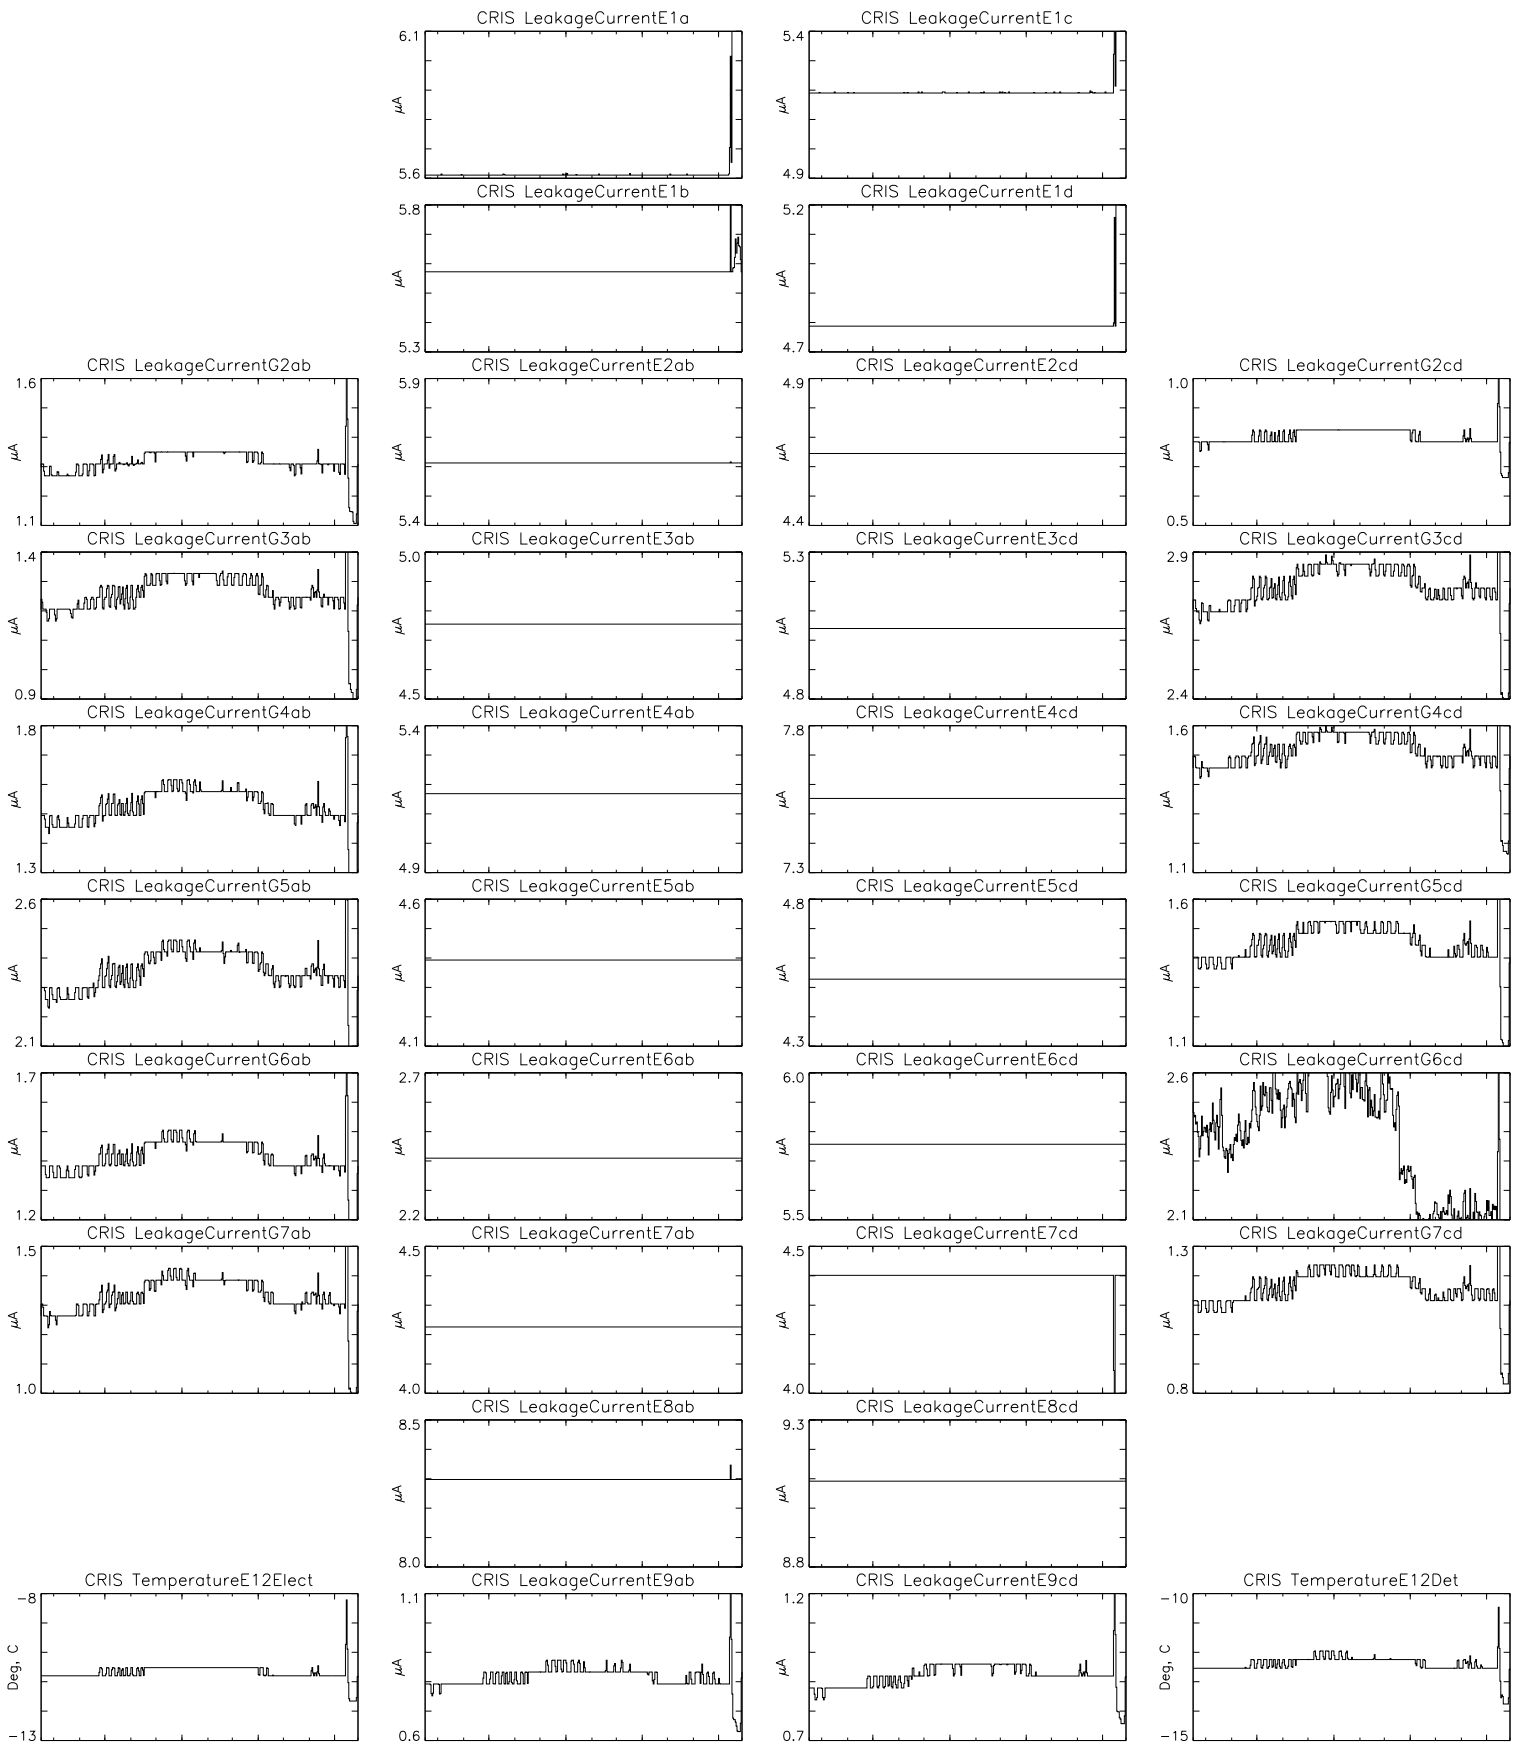 CRIS LeakageCurrentE1a
6.1
μA
5.6
CRIS LeakageCurrentE1c
5.4
μA
4.9
CRIS LeakageCurrentE1b
5.8
μA
5.3
CRIS LeakageCurrentE1d
5.2
μA
4.7
CRIS LeakageCurrentG2ab
1.6
μA
1.1
CRIS LeakageCurrentE2ab
5.9
μA
5.4
CRIS LeakageCurrentE2cd
4.9
μA
4.4
CRIS LeakageCurrentG2cd
1.0
μA
0.5
CRIS LeakageCurrentG3ab
1.4
μA
0.9
CRIS LeakageCurrentE3ab
5.0
μA
4.5
CRIS LeakageCurrentE3cd
5.3
μA
4.8
CRIS LeakageCurrentG3cd
2.9
μA
2.4
CRIS LeakageCurrentG4ab
1.8
μA
1.3
CRIS LeakageCurrentE4ab
5.4
μA
4.9
CRIS LeakageCurrentE4cd
7.8
μA
7.3
CRIS LeakageCurrentG4cd
1.6
μA
1.1
CRIS LeakageCurrentG5ab
2.6
μA
2.1
CRIS LeakageCurrentE5ab
4.6
μA
4.1
CRIS LeakageCurrentE5cd
4.8
μA
4.3
CRIS LeakageCurrentG5cd
1.6
μA
1.1
CRIS LeakageCurrentG6ab
1.7
μA
1.2
CRIS LeakageCurrentE6ab
2.7
μA
2.2
CRIS LeakageCurrentE6cd
6.0
μA
5.5
CRIS LeakageCurrentG6cd
2.6
μA
2.1
CRIS LeakageCurrentG7ab
1.5
μA
1.0
CRIS LeakageCurrentE7ab
4.5
μA
4.0
CRIS LeakageCurrentE7cd
4.5
μA
4.0
CRIS LeakageCurrentG7cd
1.3
μA
0.8
CRIS LeakageCurrentE8ab
8.5
μA
8.0
CRIS LeakageCurrentE8cd
9.3
μA
8.8
CRIS TemperatureE12Elect
-8
Deg, C
-13
CRIS LeakageCurrentE9ab
1.1
μA
0.6
CRIS LeakageCurrentE9cd
1.2
μA
0.7
CRIS TemperatureE12Det
-10
Deg, C
-15